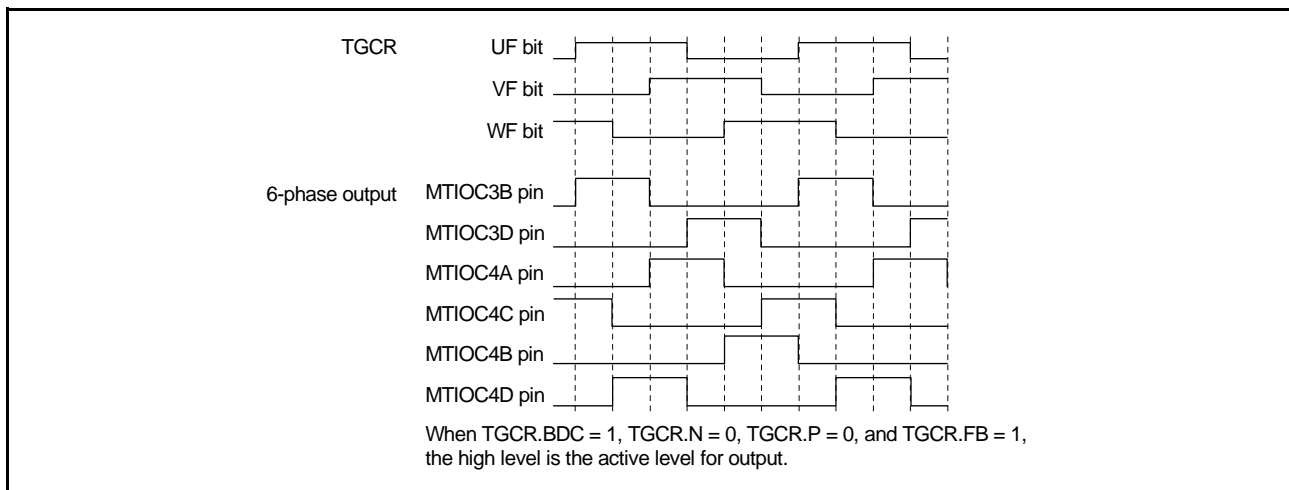 TGCR UF bit
VF bit
WF bit
6-phase output MTIOC3B pin
MTIOC3D pin
MTIOC4A pin
MTIOC4C pin
MTIOC4B pin
MTIOC4D pin
When TGCR.BDC = 1, TGCR.N = 0, TGCR.P = 0, and TGCR.FB = 1,
the high level is the active level for output.